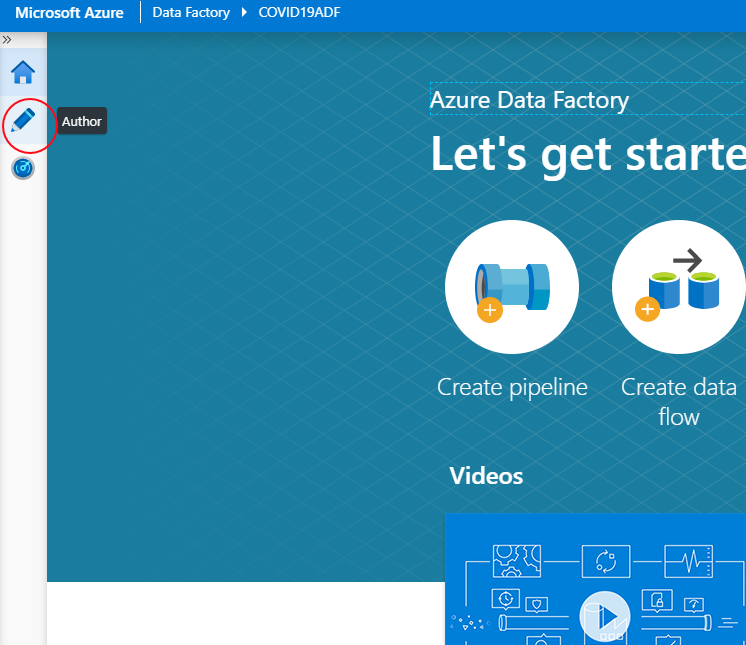 Microsoft Azure
Data Factory
COVID19ADF
Author
Azure Data Factory
Let's get starte
Create pipeline
Create data
flow
Videos